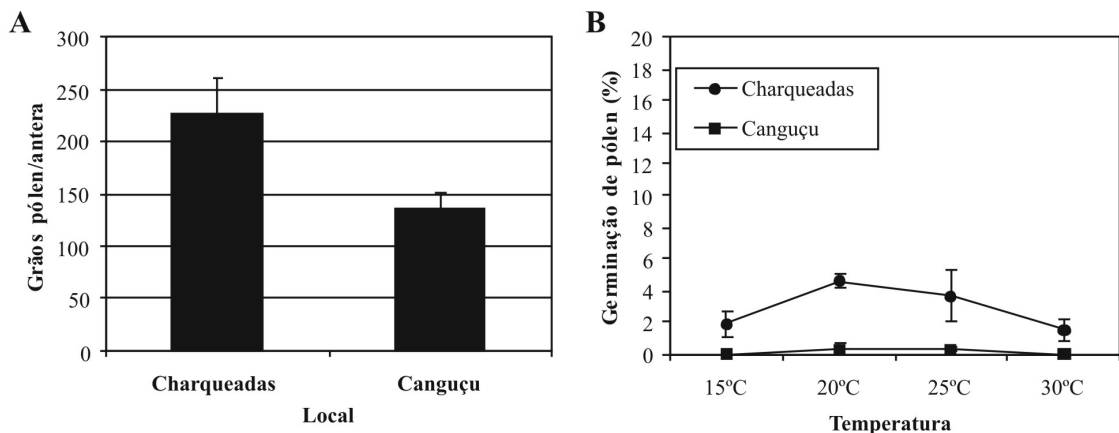 A
300
250
200
150
100
50
0
Grãos pólen/antera
Charqueadas
Canguçu
Local
B
20
18
16
14
12
10
8
6
4
2
0
Germinação de pólen (%)
Charqueadas
Canguçu
15ºC
20ºC
25ºC
30ºC
Temperatura